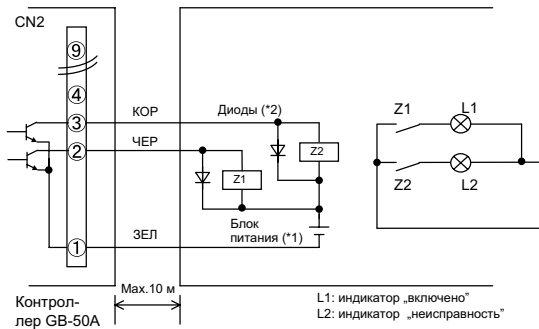 CN2
⑨
④
③
②
①
КОР
ЧЕР
ЗЕЛ
Диоды (*2)
Z2
Z1
Блок
питания (*1)
Z1
L1
Z2
L2
Контрол-
лер GB-50A
Max.10 м
L1: индикатор „включено”
L2: индикатор „неисправность”